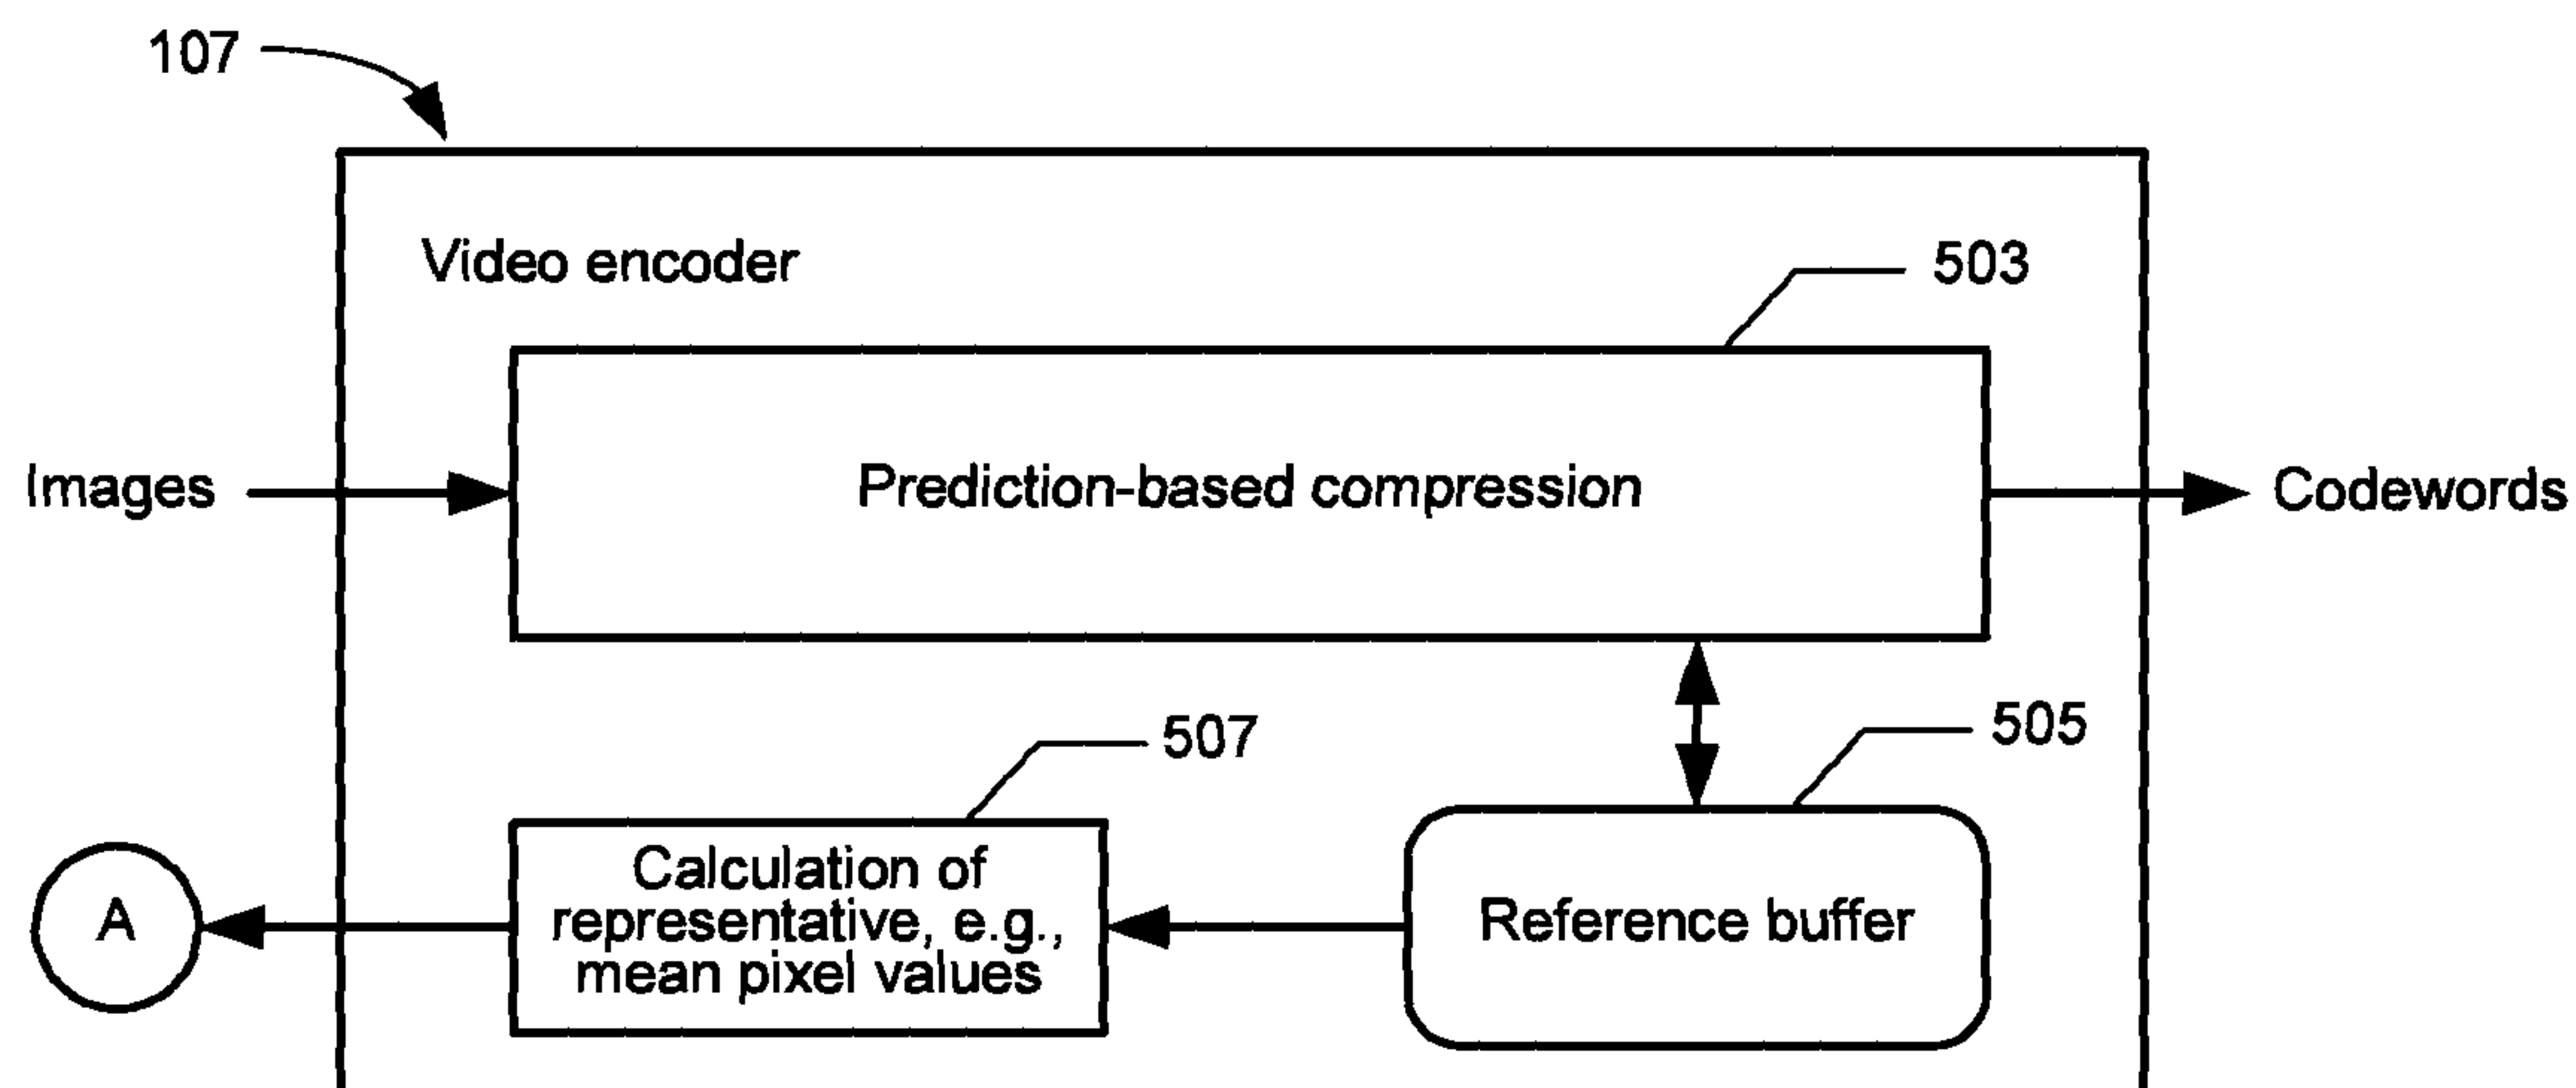 107
Video encoder
503
Images
Prediction-based compression
Codewords
507
505
A
Calculation of
representative, e.g.,
mean pixel values
Reference buffer